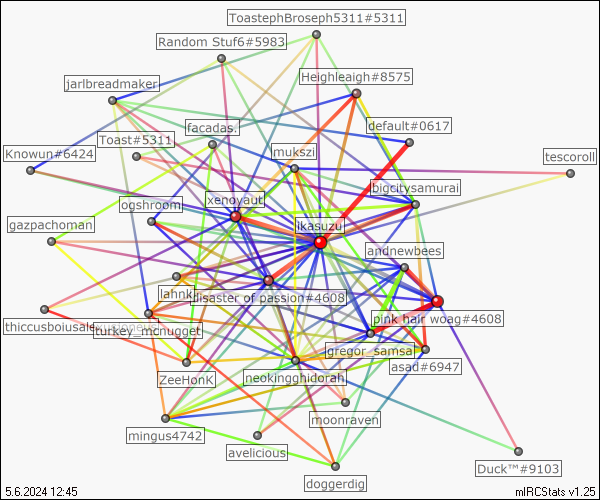 ToastephBroseph5311#5311
Random Stuf6#5983
Heighleaigh#8575
jarlbreadmaker
default#0617
facadas.
Toast#5311
mukszi
Knowun#6424
tescoroll
bigcitysamurai
xenoyaut
ogshroom
ikasuzu
gazpachoman
andnewbees
lahnk
disaster of passion#4608
pink hair woag#4608
thiccusboiusale
turkey_mcnugget
gregor_samsa
asad#6947
ZeeHonK
neokingghidorah
moonraven
mingus4742
avelicious
Duck™#9103
doggerdig
5.6.2024 12:45
mIRCStats v1.25